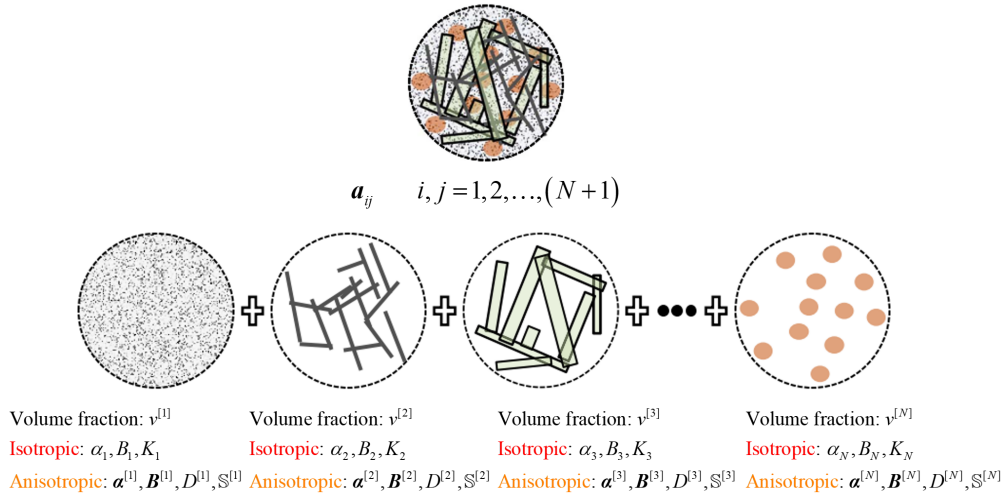 a_{ij} i, j = 1,2,…,(N+1)
Volume fraction: v^{[1]} Volume fraction: v^{[2]} Volume fraction: v^{[3]} Volume fraction: v^{[N]}
Isotropic: α_1, B_1, K_1 Isotropic: α_2, B_2, K_2 Isotropic: α_3, B_3, K_3 Isotropic: α_N, B_N, K_N
Anisotropic: α^{[1]}, B^{[1]}, D^{[1]}, 𝕊^{[1]} Anisotropic: α^{[2]}, B^{[2]}, D^{[2]}, 𝕊^{[2]} Anisotropic: α^{[3]}, B^{[3]}, D^{[3]}, 𝕊^{[3]} Anisotropic: α^{[N]}, B^{[N]}, D^{[N]}, 𝕊^{[N]}